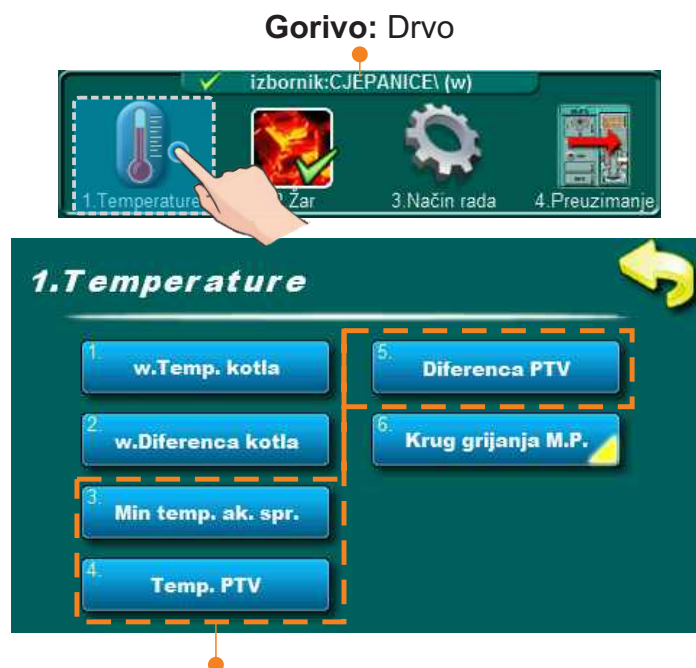 Gorivo: Drvo
izbornik:CJEPANICE\ (w)
1.Temperature
2.Žar
3.Način rada
4.Preuzimanje
1.Temperature
1. w.Temp. kotla
5. Diferenca PTV
2. w.Diferenca kotla
6. Krug grijanja M.P.
3. Min temp. ak. spr.
4. Temp. PTV